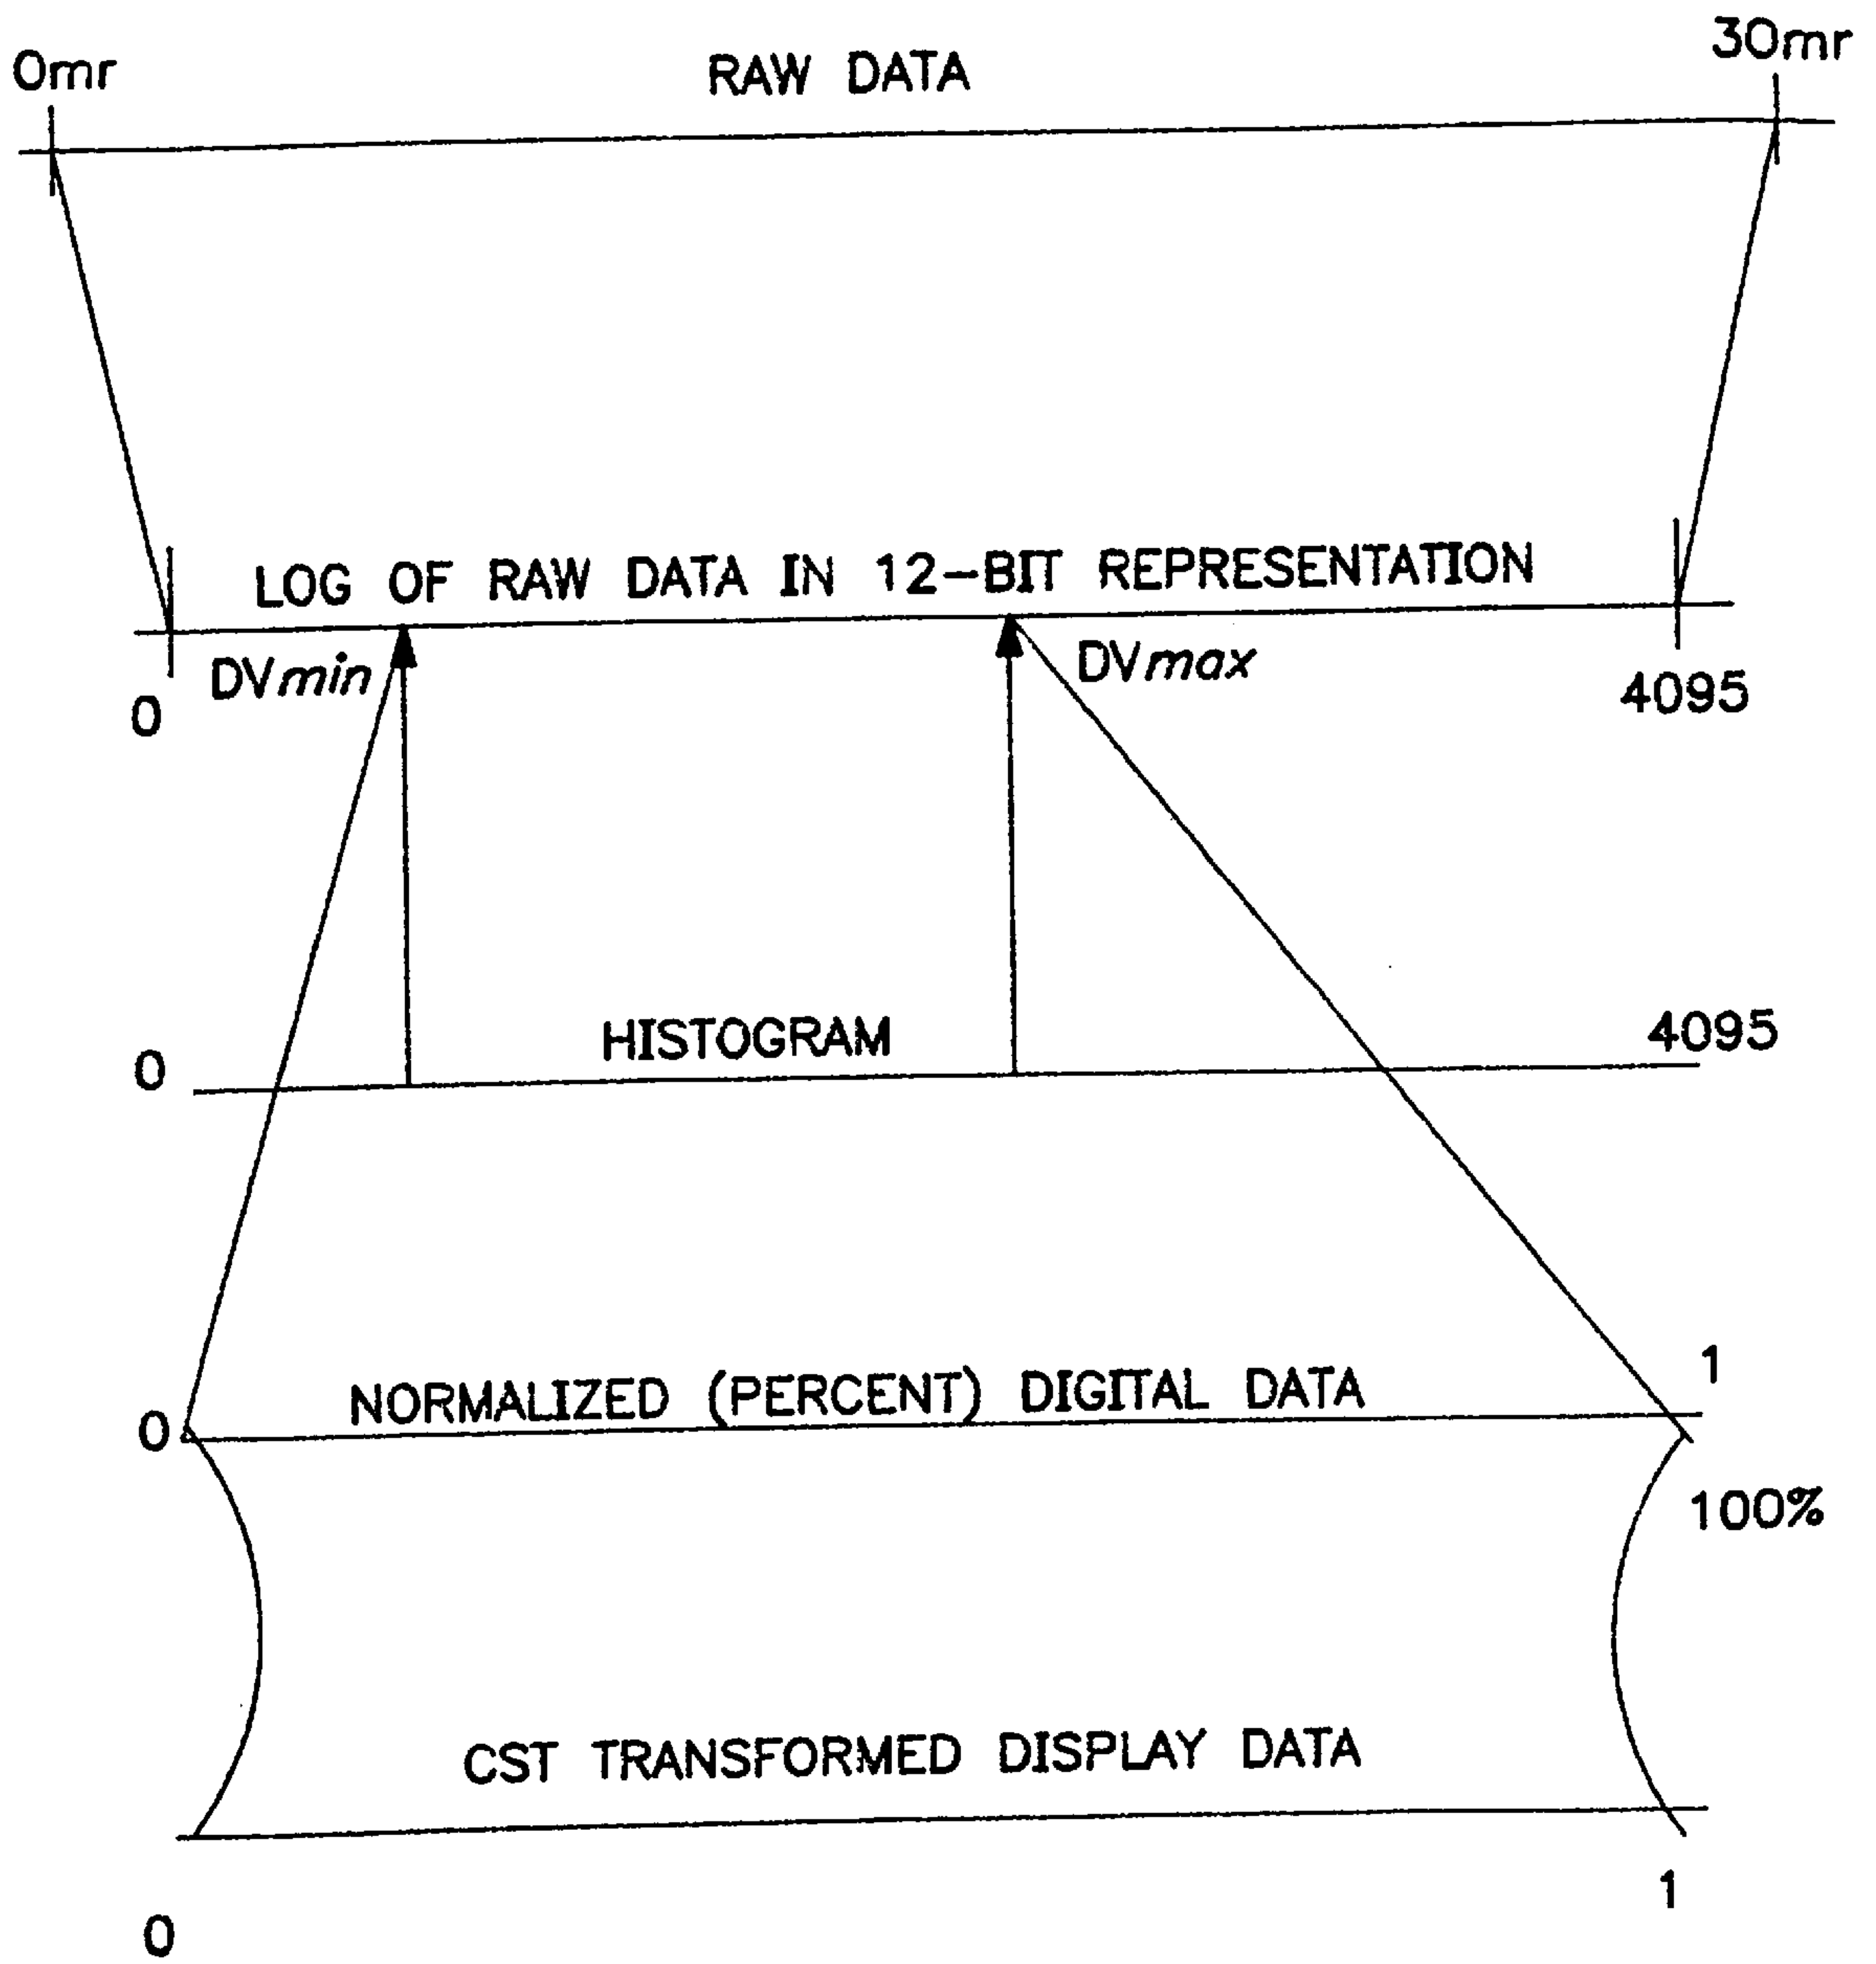 0mr RAW DATA 30mr
LOG OF RAW DATA IN 12-BIT REPRESENTATION
DVmin DVmax
0 4095
HISTOGRAM
0 4095
NORMALIZED (PERCENT) DIGITAL DATA
0 1
100%
CST TRANSFORMED DISPLAY DATA
0 1